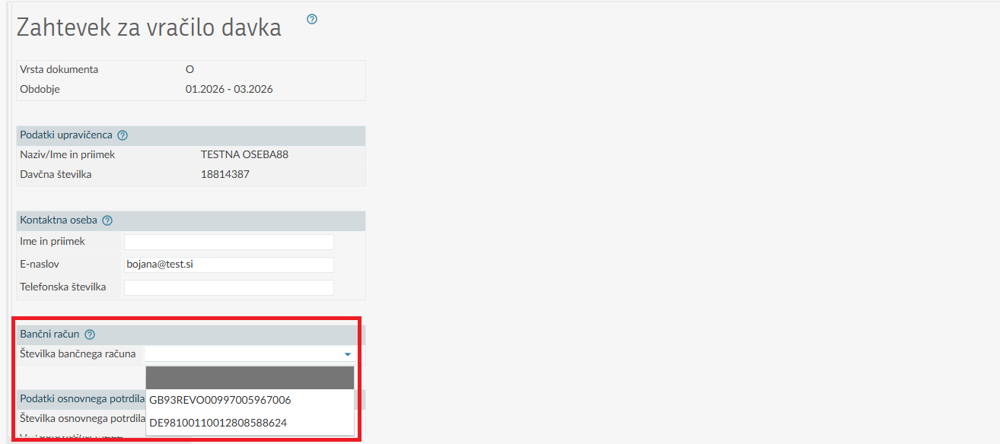 Zahtevek za vračilo davka
Vrsta dokumenta O
Obdobje 01.2026 - 03.2026
Podatki upravičenca
Naziv/Ime in priimek TESTNA OSEBA88
Davčna številka 18814387
Kontaktna oseba
Ime in priimek
E-naslov bojana@test.si
Telefonska številka
Bančni račun
Številka bančnega računa
GB93REVO00997005967006
DE98100110012808588624
Podatki osnovnega potrdila
Številka osnovnega potrdila